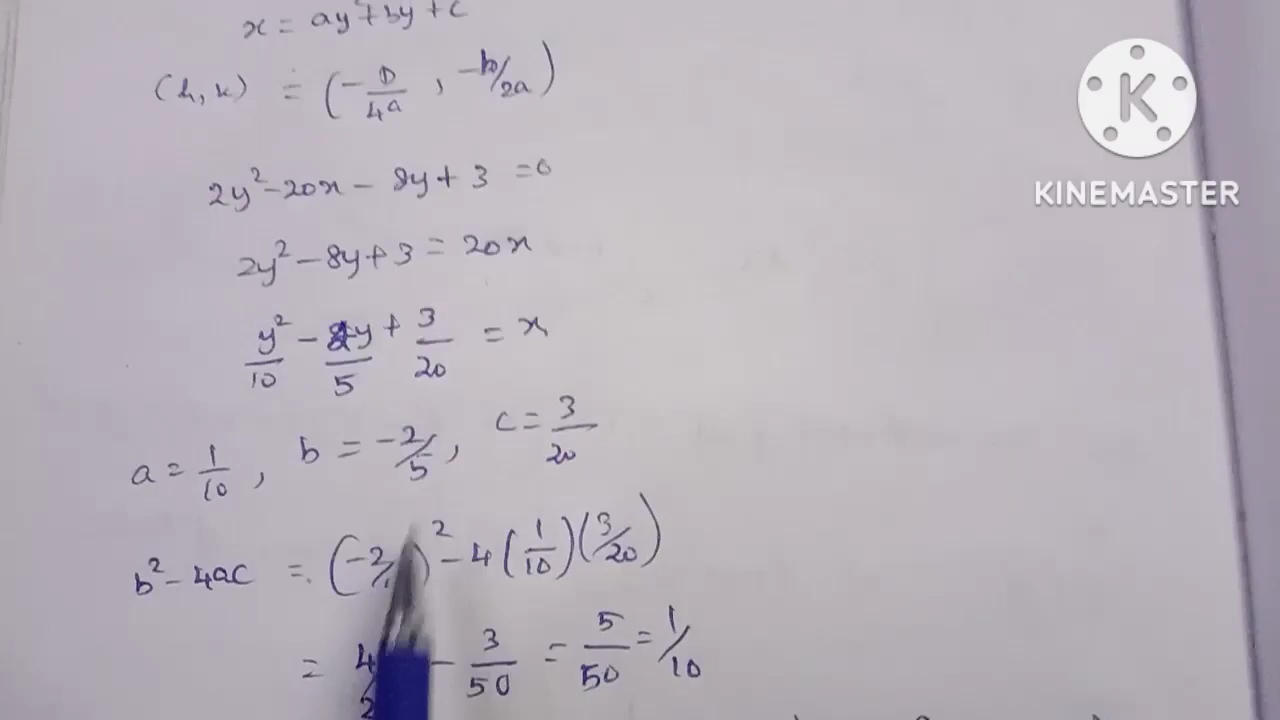 x = ay² + by + c
(h, k) = (-D/4a, -b/2a)
2y² - 20x - 8y + 3 = 0
2y² - 8y + 3 = 20x
y²/10 - 2y/5 + 3/20 = x
a = 1/10, b = -2/5, c = 3/20
b² - 4ac = (-2/ )² - 4(1/10)(3/20)
= 4/2 - 3/50 = 5/50 = 1/10
K
KINEMASTER